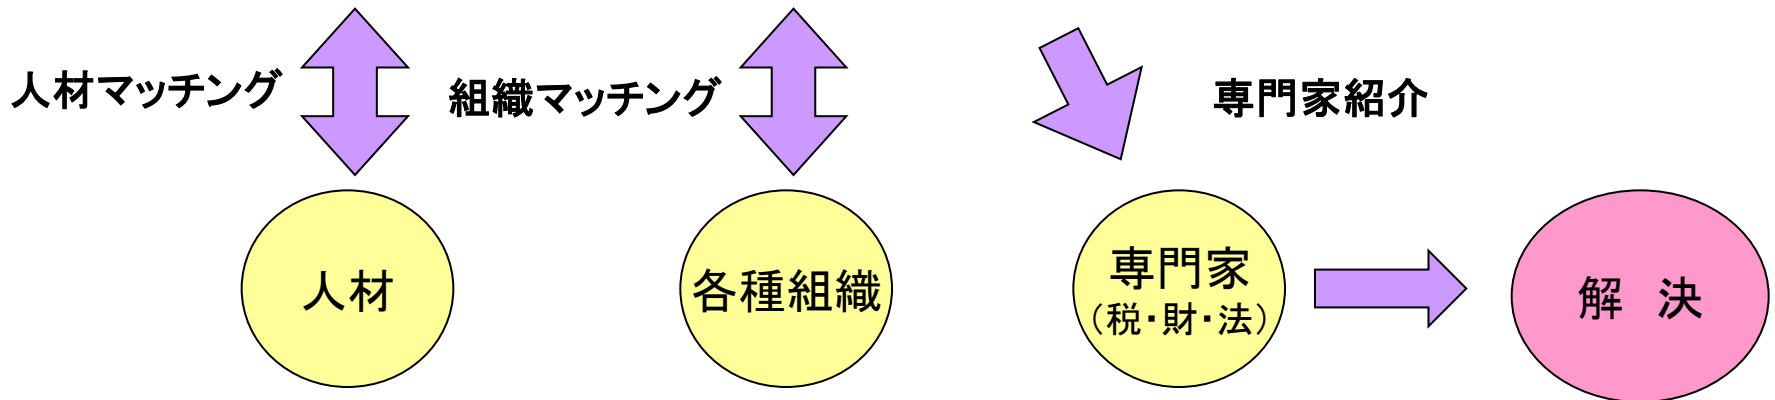 人材マッチング
組織マッチング
専門家紹介
人材
各種組織
専門家
（税・財・法）
解　決